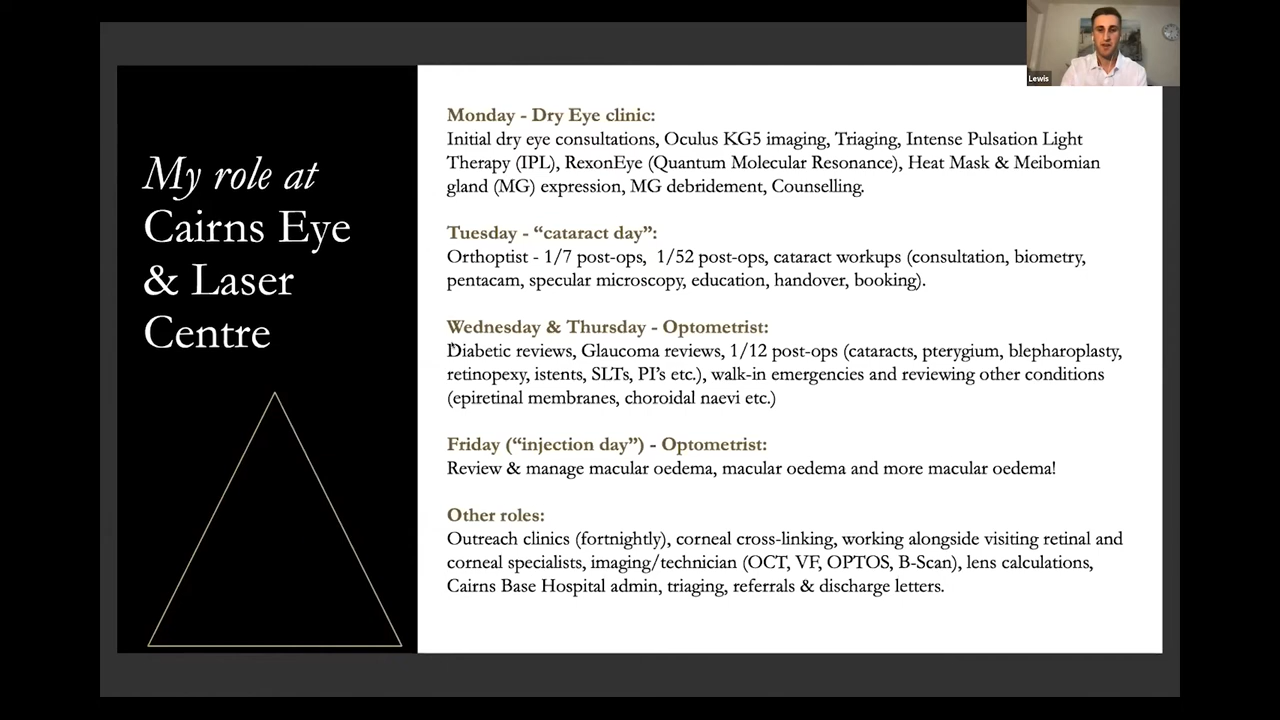 Lewis
My role at
Cairns Eye
& Laser
Centre
Monday - Dry Eye clinic:
Initial dry eye consultations, Oculus KG5 imaging, Triaging, Intense Pulsation Light
Therapy (IPL), RexonEye (Quantum Molecular Resonance), Heat Mask & Meibomian
gland (MG) expression, MG debridement, Counselling.
Tuesday - “cataract day”:
Orthoptist - 1/7 post-ops, 1/52 post-ops, cataract workups (consultation, biometry,
pentacam, specular microscopy, education, handover, booking).
Wednesday & Thursday - Optometrist:
Diabetic reviews, Glaucoma reviews, 1/12 post-ops (cataracts, pterygium, blepharoplasty,
retinopexy, istents, SLTs, PI’s etc.), walk-in emergencies and reviewing other conditions
(epiretinal membranes, choroidal naevi etc.)
Friday (“injection day”) - Optometrist:
Review & manage macular oedema, macular oedema and more macular oedema!
Other roles:
Outreach clinics (fortnightly), corneal cross-linking, working alongside visiting retinal and
corneal specialists, imaging/technician (OCT, VF, OPTOS, B-Scan), lens calculations,
Cairns Base Hospital admin, triaging, referrals & discharge letters.